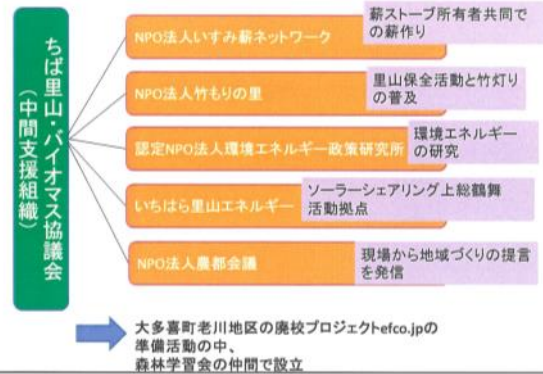 ちば里山・バイオマス協議会
（中間支援組織）
NPO法人いすみ薪ネットワーク
薪ストーブ所有者共同で
の薪作り
NPO法人竹もりの里
里山保全活動と竹灯り
の普及
認定NPO法人環境エネルギー政策研究所
環境エネルギー
の研究
いちはら里山エネルギー
ソーラーシェアリング上総鶴舞
活動拠点
NPO法人農都会議
現場から地域づくりの提言
を発信
大多喜町老川地区の廃校プロジェクトefco.jpの
準備活動の中、
森林学習会の仲間で設立